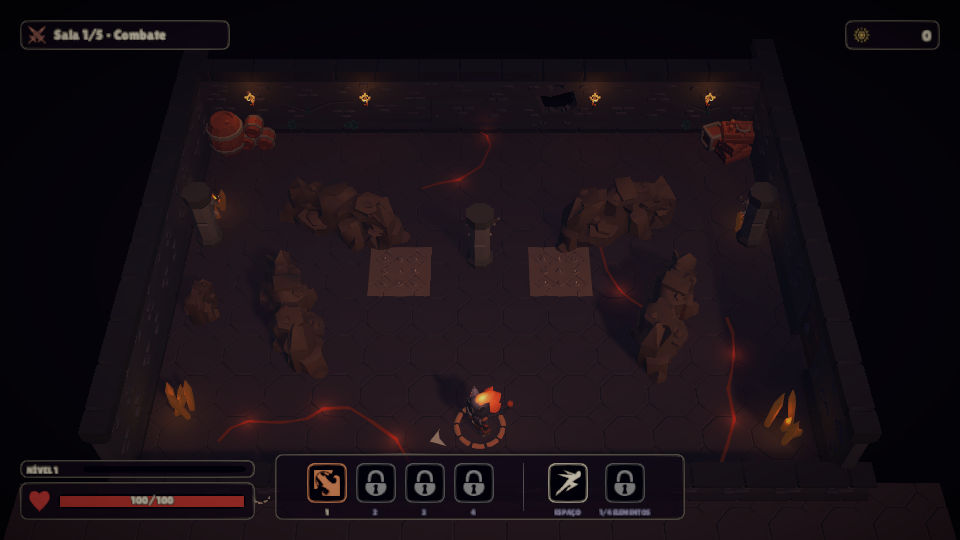 Sala 1/5 · Combate
0
NÍVEL 1
100/100
1
2
3
4
ESPAÇO
1/4 ELEMENTOS